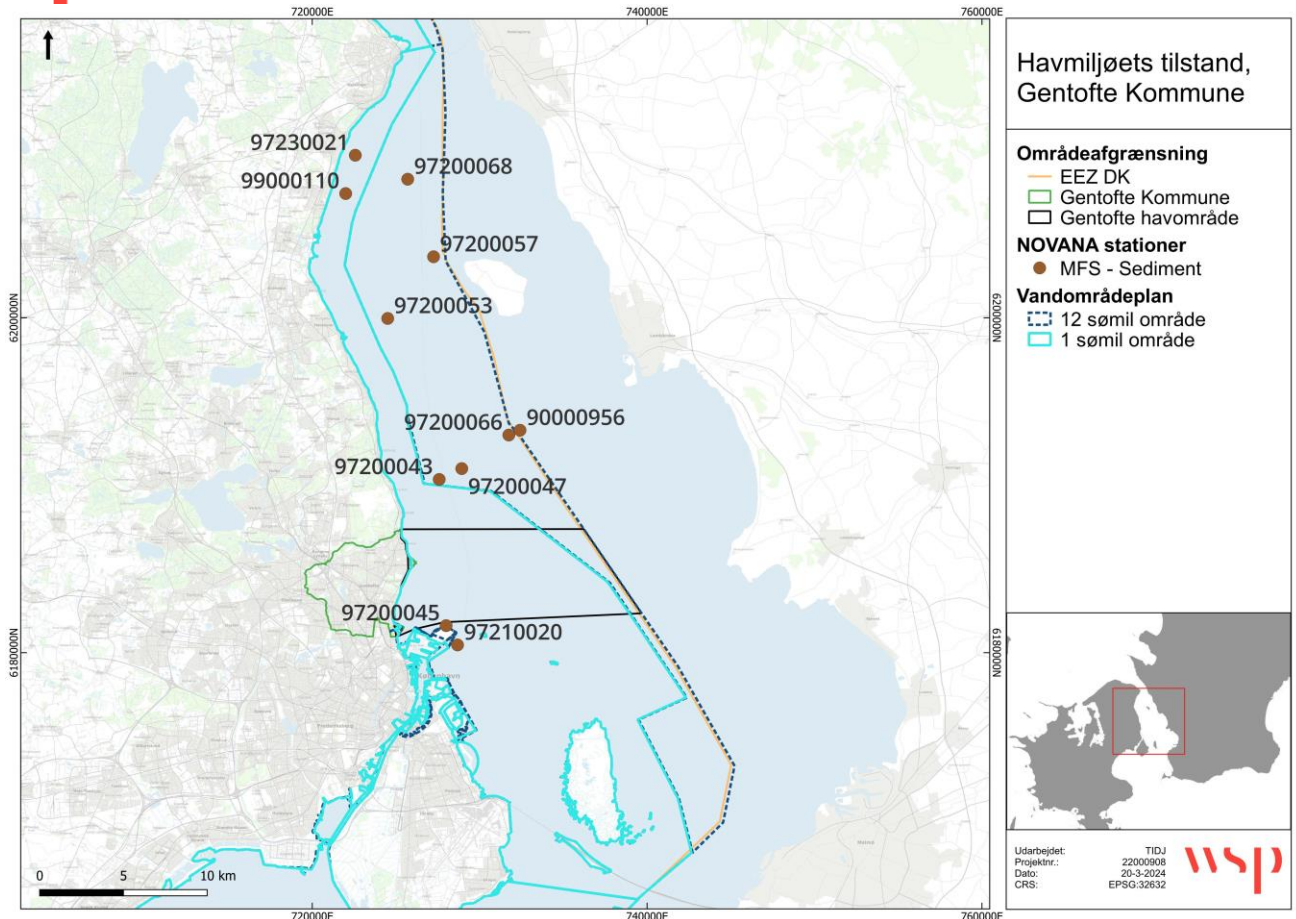 720000E
740000E
760000E
Havmiljøets tilstand,
Gentofte Kommune
Områdeafgrænsning
EEZ DK
Gentofte Kommune
Gentofte havområde
NOVANA stationer
MFS - Sediment
Vandområdeplan
12 sømil område
1 sømil område
97230021
97200068
99000110
97200057
97200053
6200000N
6200000N
97200066
90000956
97200043
97200047
97200045
97210020
6180000N
6180000N
København
0
5
10 km
720000E
740000E
760000E
Udarbejdet: TIDJ
Projektnr.: 22000908
Dato: 20-3-2024
CRS: EPSG:32632
wsp